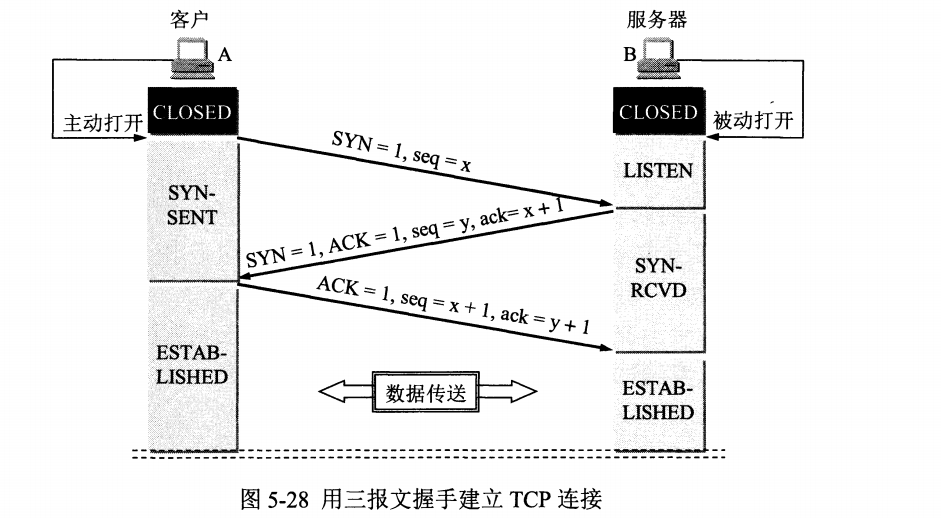 客户
服务器
A
B
CLOSED
CLOSED
主动打开
被动打开
SYN = 1, seq = x
LISTEN
SYN-
SENT
SYN = 1, ACK = 1, seq = y, ack= x + 1
SYN-
RCVD
ACK = 1, seq = x + 1, ack = y + 1
ESTAB-
LISHED
数据传送
ESTAB-
LISHED
图 5-28 用三报文握手建立 TCP 连接